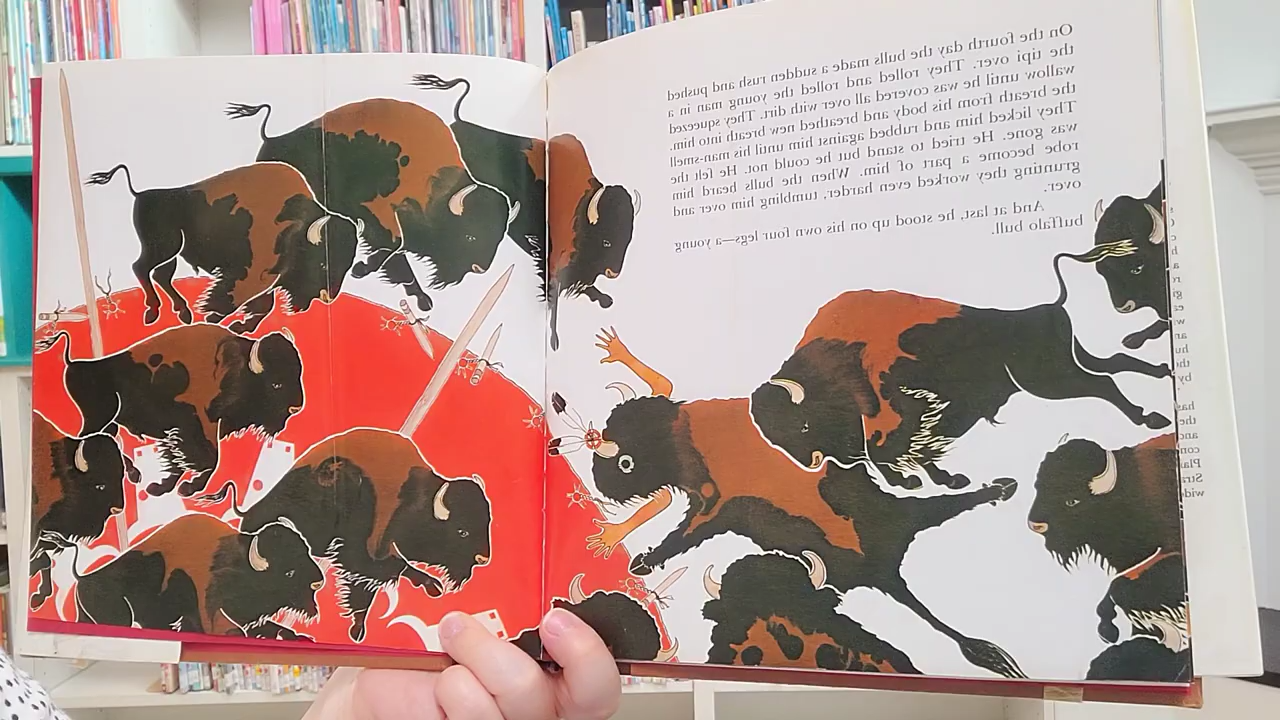 On the fourth day the bulls made a sudden rush and pushed
the tipi over. They rolled and rolled the young man in a
wallow until he was covered all over with dirt. They squeezed
the breath from his body and breathed new breath into him.
They licked him and rubbed against him until his man-smell
was gone. He tried to stand but he could not. He felt the
robe become a part of him. When the bulls heard him
grunting they worked even harder, tumbling him over and
over.
And at last, he stood up on his own four legs—a young
buffalo bull.